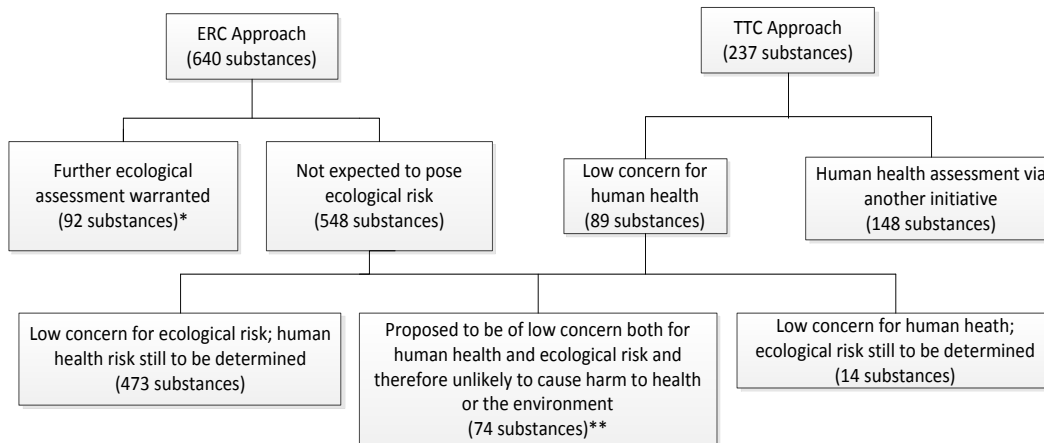 ERC Approach
(640 substances)
TTC Approach
(237 substances)
Further ecological
assessment warranted
(92 substances)*
Not expected to pose
ecological risk
(548 substances)
Low concern for
human health
(89 substances)
Human health assessment via
another initiative
(148 substances)
Low concern for ecological risk; human
health risk still to be determined
(473 substances)
Proposed to be of low concern both for
human health and ecological risk and
therefore unlikely to cause harm to health
or the environment
(74 substances)**
Low concern for human heath;
ecological risk still to be determined
(14 substances)